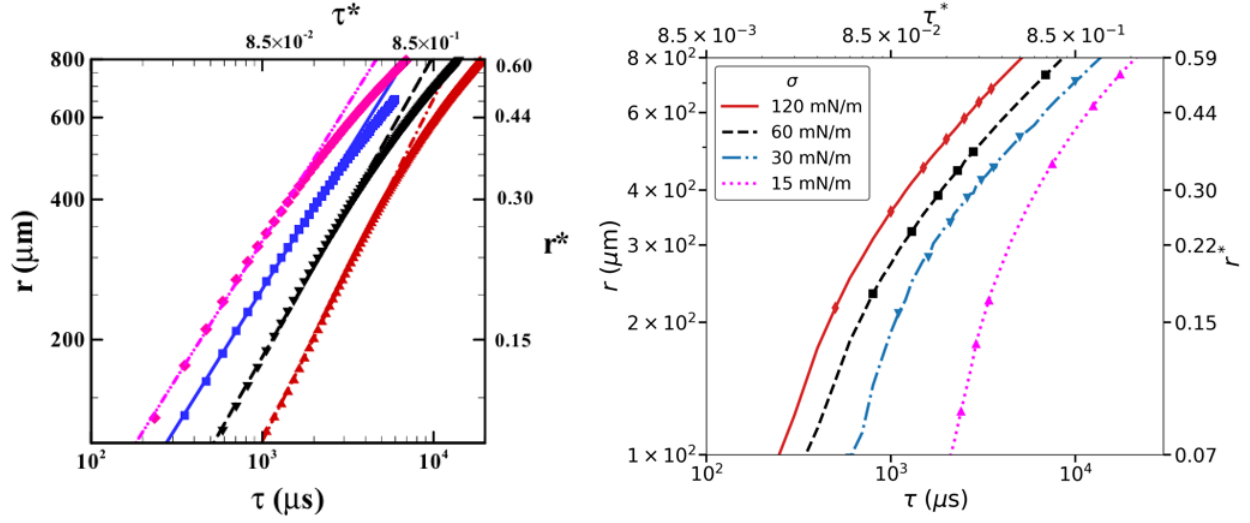 τ*
8.5×10⁻² 8.5×10⁻¹
800
600
400
200
0.60
0.44
0.30
0.15
r (μm)
r*
10² 10³ 10⁴
τ (μs)
τ*
8.5 × 10⁻³ 8.5 × 10⁻² 8.5 × 10⁻¹
8 × 10²
6 × 10²
4 × 10²
3 × 10²
2 × 10²
1 × 10²
σ
120 mN/m
60 mN/m
30 mN/m
15 mN/m
0.59
0.44
0.30
0.22
0.15
0.07
r (μm)
r*
10² 10³ 10⁴
τ (μs)